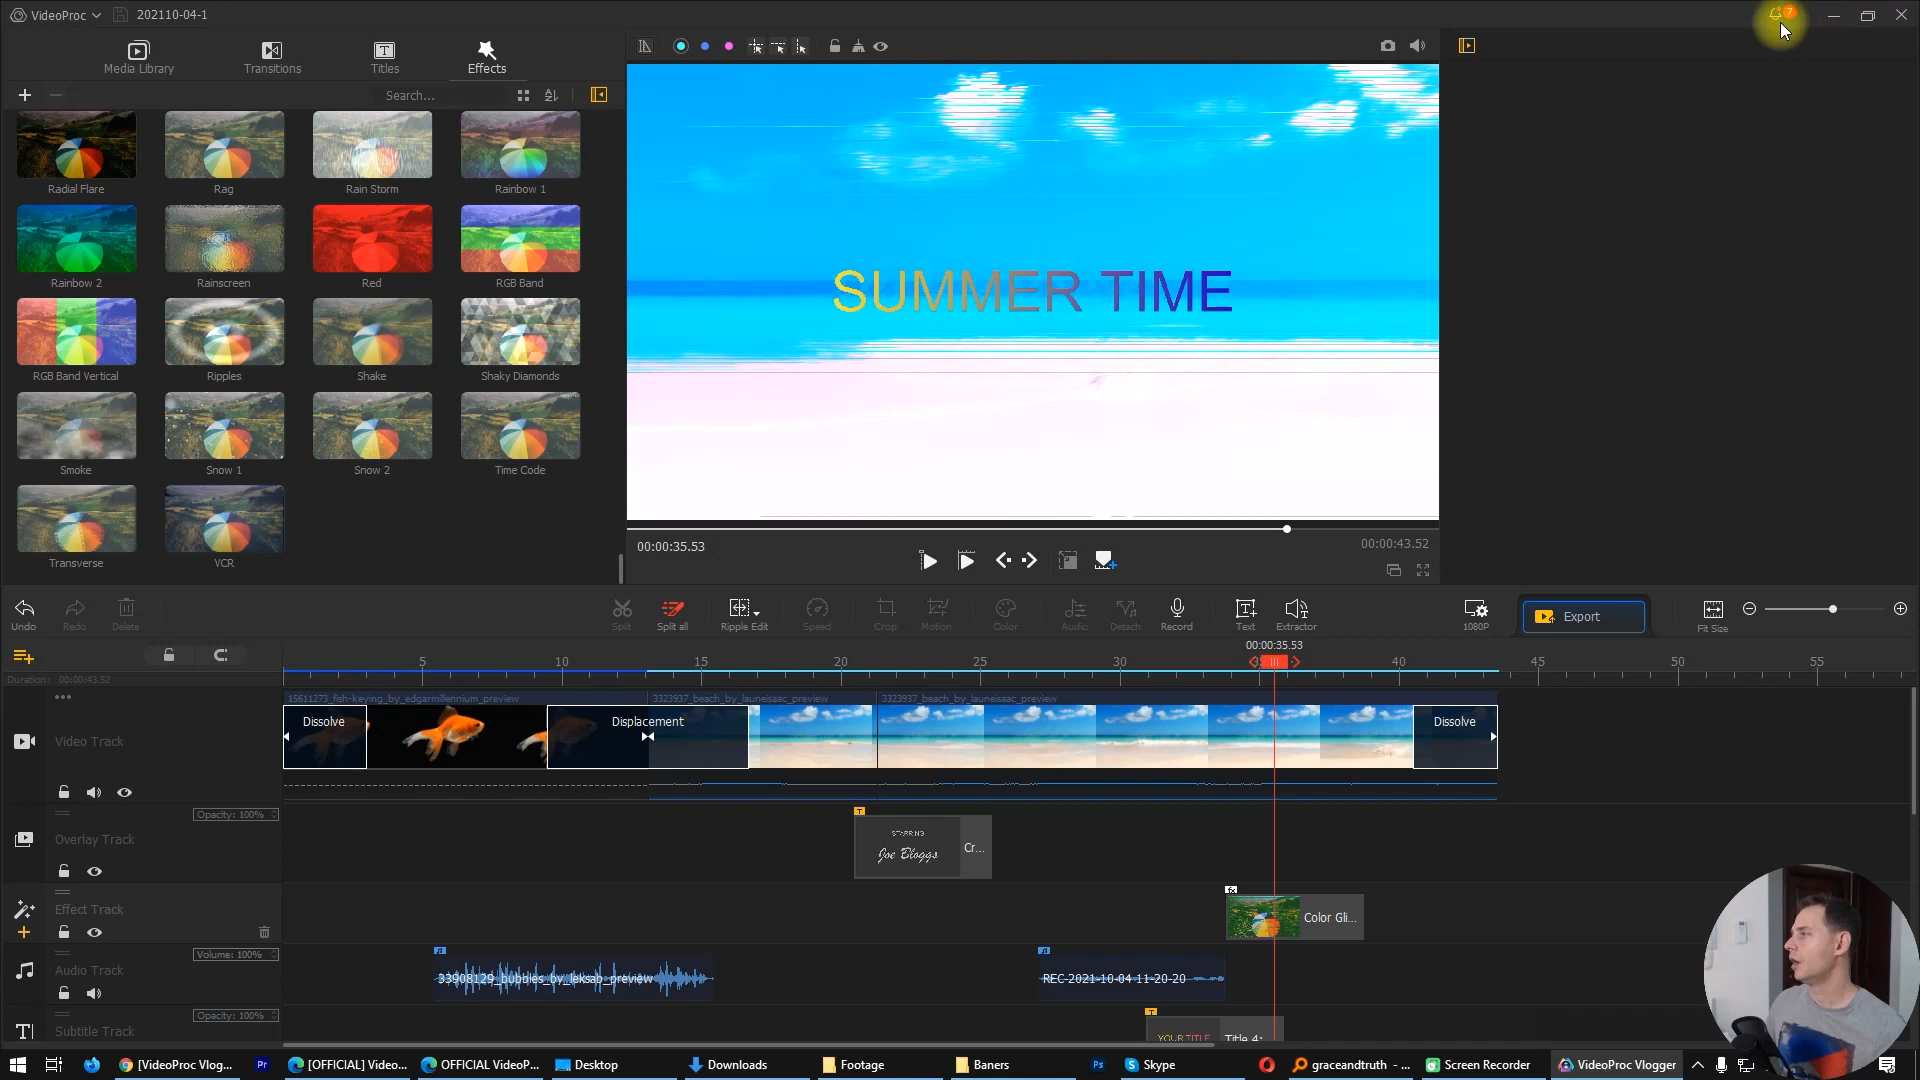 VideoProc
202110-04-1
7
Media Library
Transitions
Titles
Effects
Search...
Radial Flare
Rag
Rain Storm
Rainbow 1
Rainbow 2
Rainscreen
Red
RGB Band
RGB Band Vertical
Ripples
Shake
Shaky Diamonds
Smoke
Snow 1
Snow 2
Time Code
Transverse
VCR
SUMMER TIME
00:00:35.53
00:00:43.52
Undo
Redo
Delete
Split
Split all
Ripple Edit
Speed
Crop
Motion
Color
Audio
Detach
Record
Text
Extractor
1080P
Export
Fit Size
00:00:35.53
5 10 15 20 25 30 40 45 50 55
Duration: 00:00:43.52
15611273_fish-keying_by_edgarmillennium_preview
3323937_beach_by_launeisaac_preview
3323937_beach_by_launeisaac_preview
Video Track
Dissolve
Displacement
Dissolve
Opacity: 100%
Overlay Track
STARRING
Joe Bloggs
Cr...
Effect Track
fx
Color Gli...
Volume: 100%
Audio Track
33908129_bubbles_by_leksab_preview
REC-2021-10-04 11-20-20
Opacity: 100%
Subtitle Track
YOUR TITLE
Title 4:
[VideoProc Vlog...
Pr
[OFFICIAL] Video...
OFFICIAL VideoP...
Desktop
Downloads
Footage
Baners
Ps
Skype
graceandtruth - ...
Screen Recorder
VideoProc Vlogger